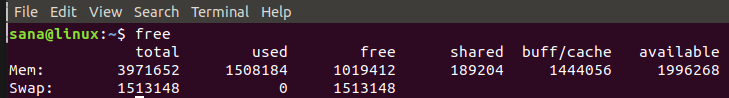 File Edit View Search Terminal Help
sana@linux:~$ free
total used free shared buff/cache available
Mem: 3971652 1508184 1019412 189204 1444056 1996268
Swap: 1513148 0 1513148